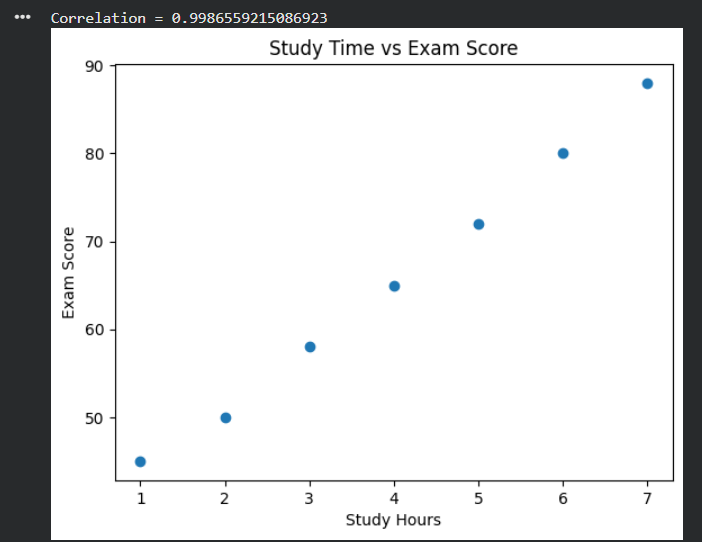 Correlation = 0.9986559215086923
Study Time vs Exam Score
90
80
70
60
50
Exam Score
1 2 3 4 5 6 7
Study Hours